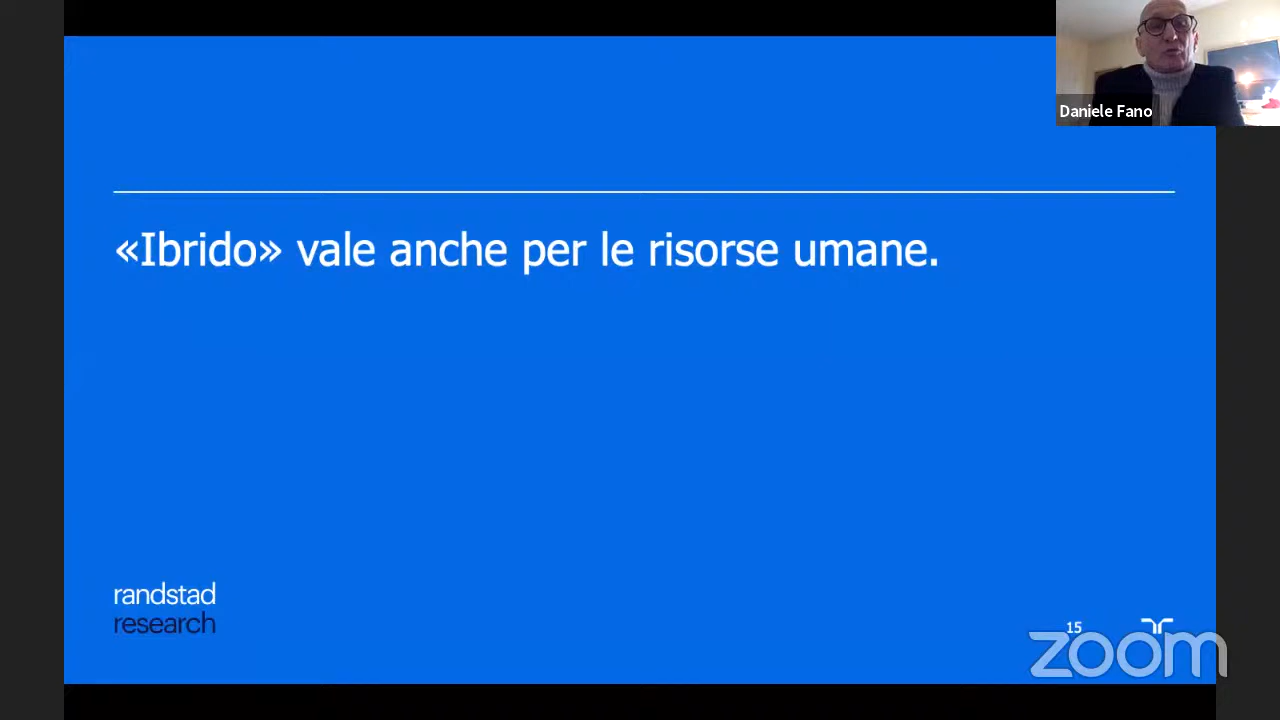 Daniele Fano
«Ibrido» vale anche per le risorse umane.
randstad
research
15
zoom